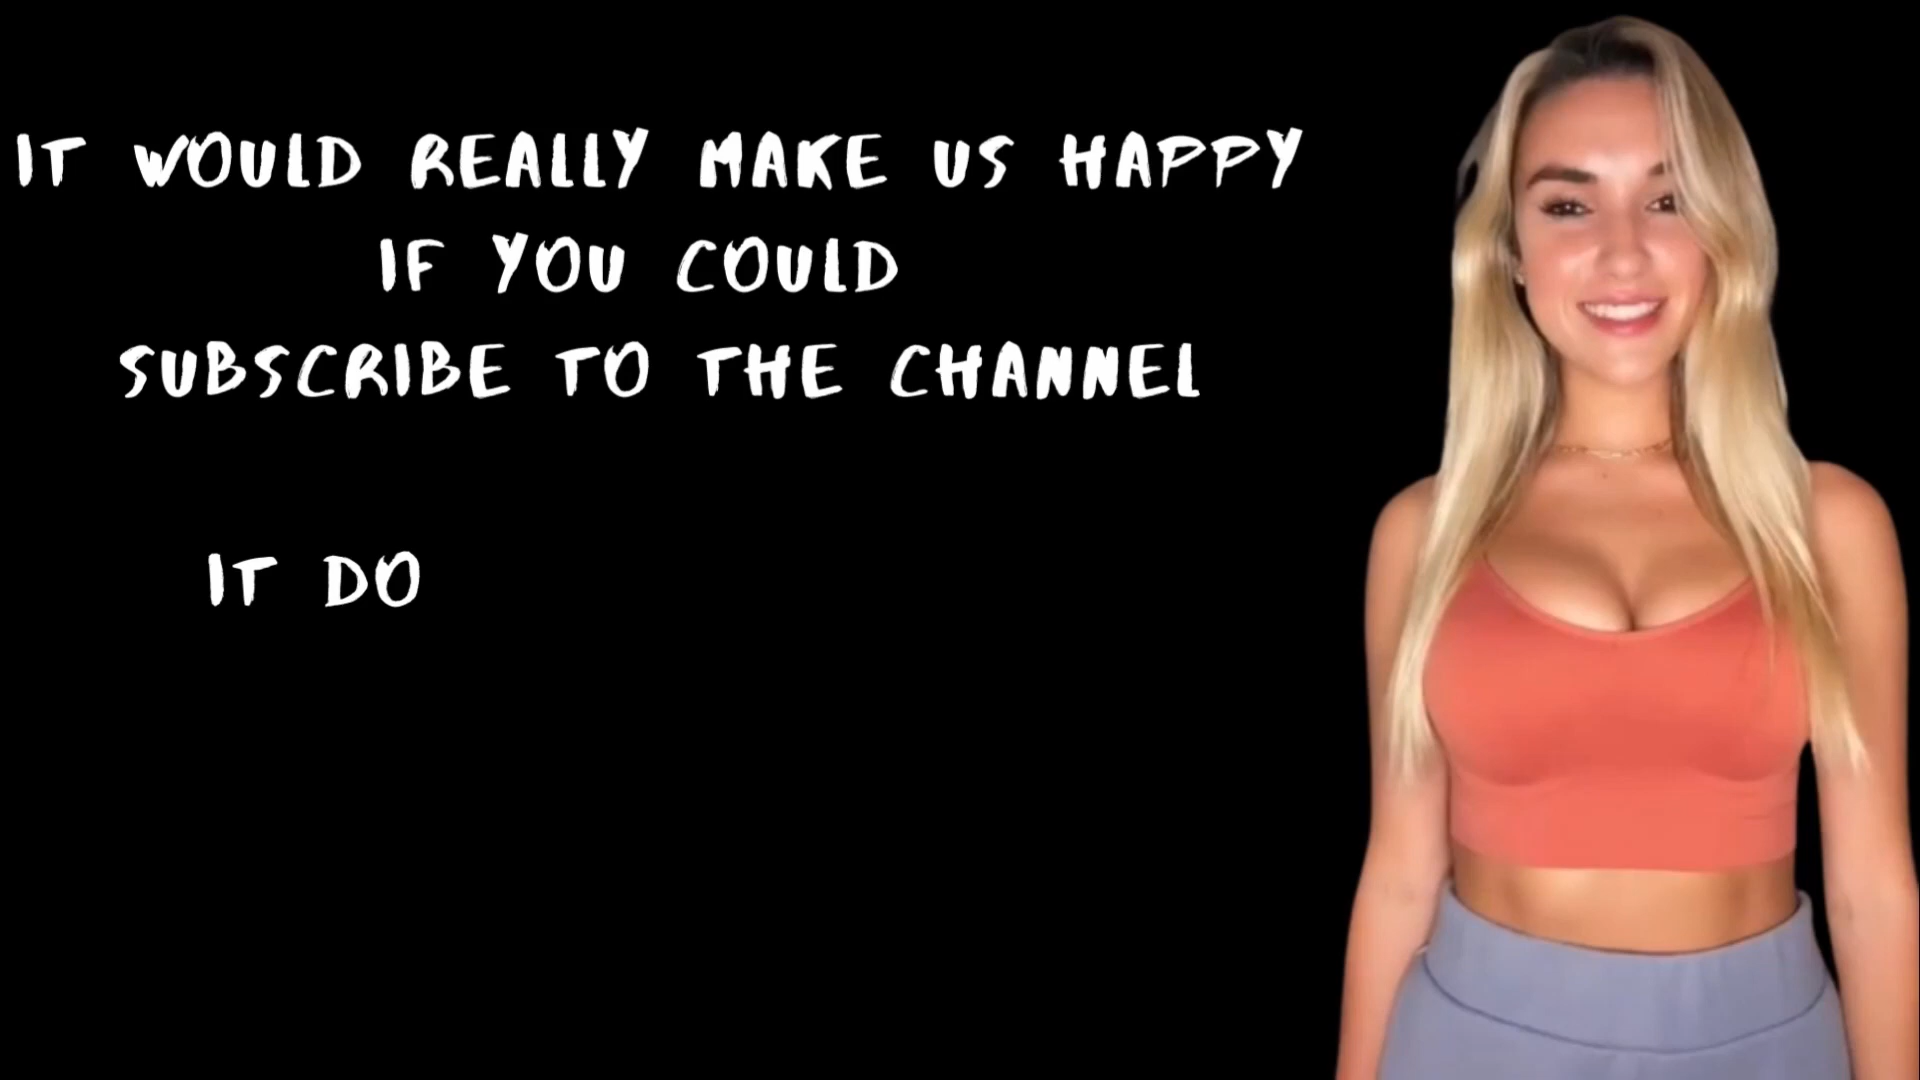 IT WOULD REALLY MAKE US HAPPY
IF YOU COULD
SUBSCRIBE TO THE CHANNEL
IT DO